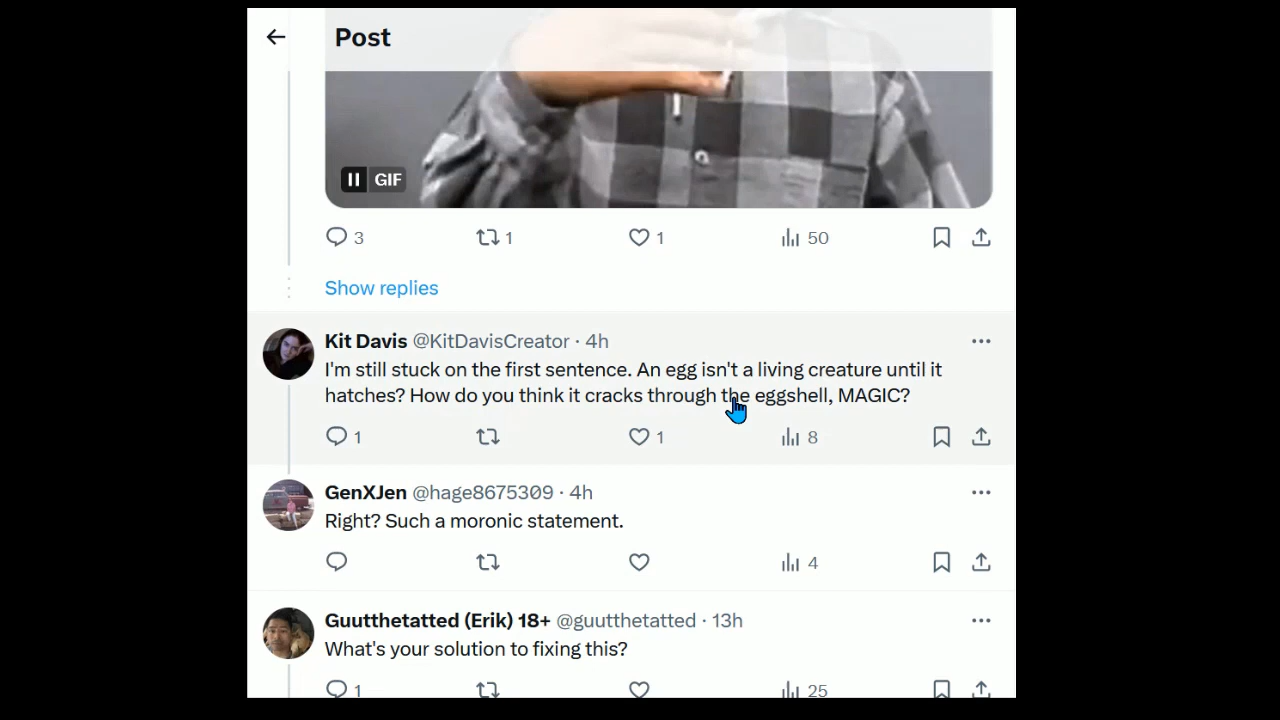 Post
GIF
3 1 1 50
Show replies
Kit Davis @KitDavisCreator · 4h
I'm still stuck on the first sentence. An egg isn't a living creature until it
hatches? How do you think it cracks through the eggshell, MAGIC?
1 1 8
GenXJen @hage8675309 · 4h
Right? Such a moronic statement.
4
Guutthetatted (Erik) 18+ @guutthetatted · 13h
What's your solution to fixing this?
1 25